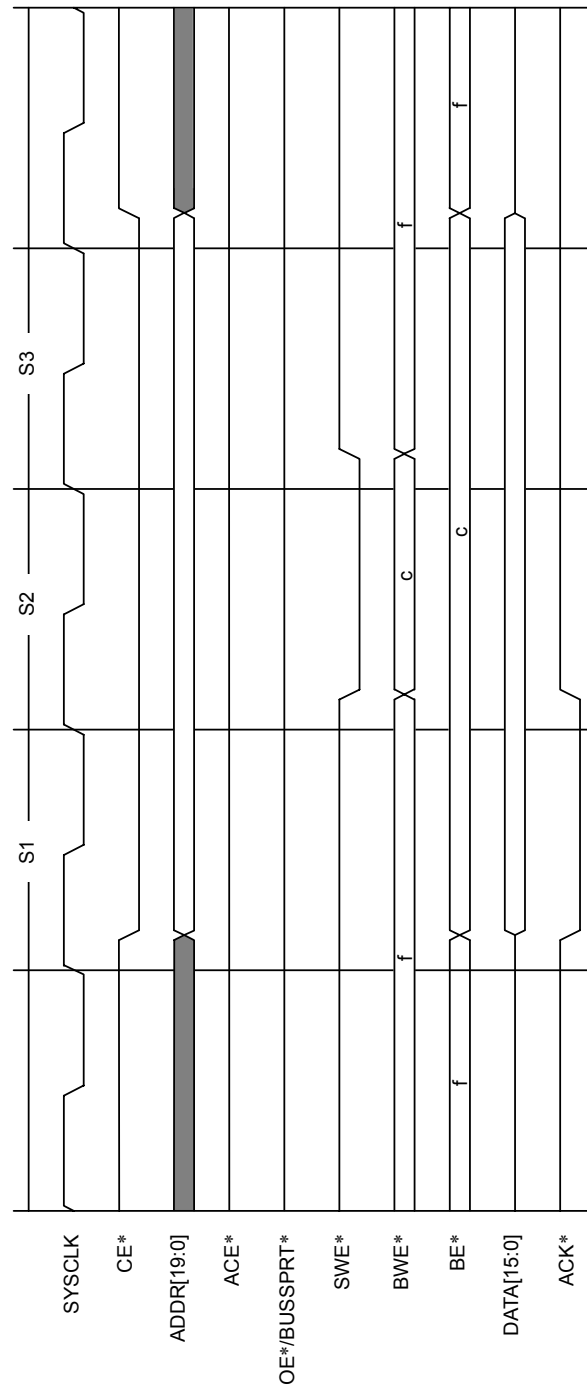 S1 S2 S3
SYSCLK
CE*
ADDR[19:0]
ACE*
OE*/BUSSPRT*
SWE*
BWE* f c f
BE* f c f
DATA[15:0]
ACK*